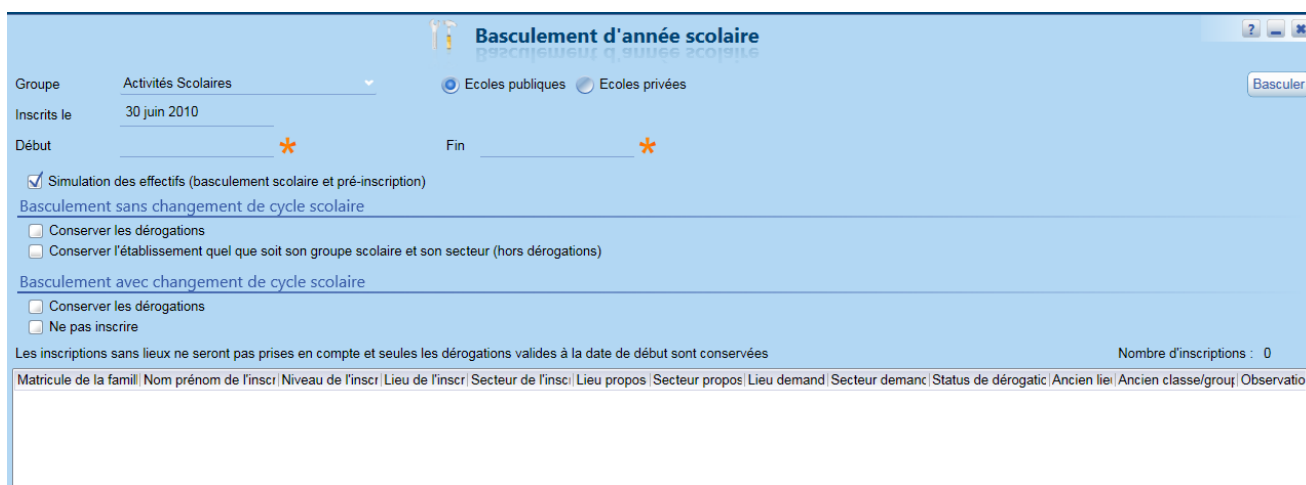 Basculement d'année scolaire
?
Groupe Activités Scolaires Ecoles publiques Ecoles privées Basculer
Inscrits le 30 juin 2010
Début * Fin *
Simulation des effectifs (basculement scolaire et pré-inscription)
Basculement sans changement de cycle scolaire
Conserver les dérogations
Conserver l'établissement quel que soit son groupe scolaire et son secteur (hors dérogations)
Basculement avec changement de cycle scolaire
Conserver les dérogations
Ne pas inscrire
Les inscriptions sans lieux ne seront pas prises en compte et seules les dérogations valides à la date de début sont conservées Nombre d'inscriptions : 0
Matricule de la famill Nom prénom de l'inscr Niveau de l'inscr Lieu de l'inscr Secteur de l'insci Lieu propos Secteur propos Lieu demand Secteur demanc Status de dérogatic Ancien lie Ancien classe/group Observatio